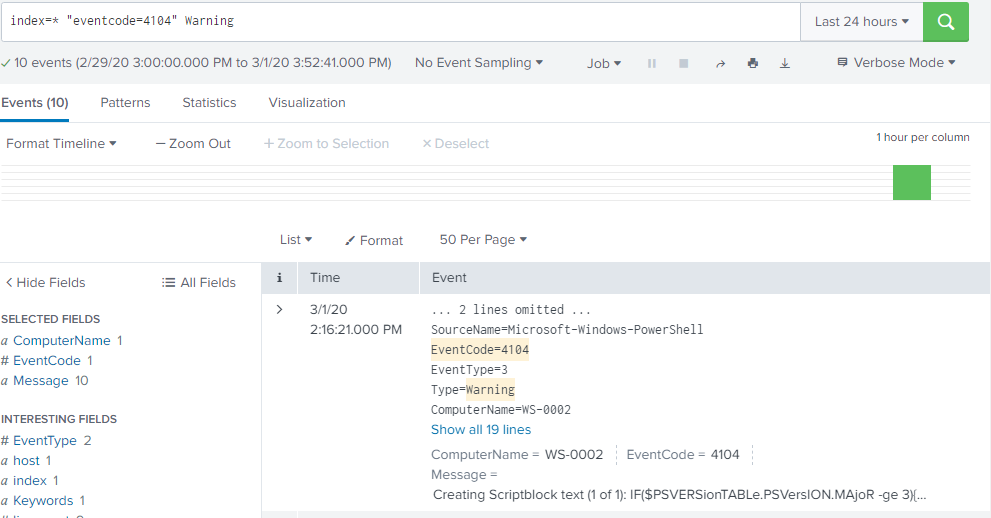 index=* "eventcode=4104" Warning
Last 24 hours
10 events (2/29/20 3:00:00.000 PM to 3/1/20 3:52:41.000 PM)
No Event Sampling
Job
Verbose Mode
Events (10)
Patterns
Statistics
Visualization
Format Timeline
— Zoom Out
+ Zoom to Selection
× Deselect
1 hour per column
List
Format
50 Per Page
< Hide Fields
All Fields
i
Time
Event
SELECTED FIELDS
a ComputerName 1
# EventCode 1
a Message 10
INTERESTING FIELDS
# EventType 2
a host 1
a index 1
a Keywords 1
>
3/1/20
2:16:21.000 PM
... 2 lines omitted ...
SourceName=Microsoft-Windows-PowerShell
EventCode=4104
EventType=3
Type=Warning
ComputerName=WS-0002
Show all 19 lines
ComputerName = WS-0002
EventCode = 4104
Message =
Creating Scriptblock text (1 of 1): IF($PSVERSionTABLe.PSVersION.MAjoR -ge 3){...